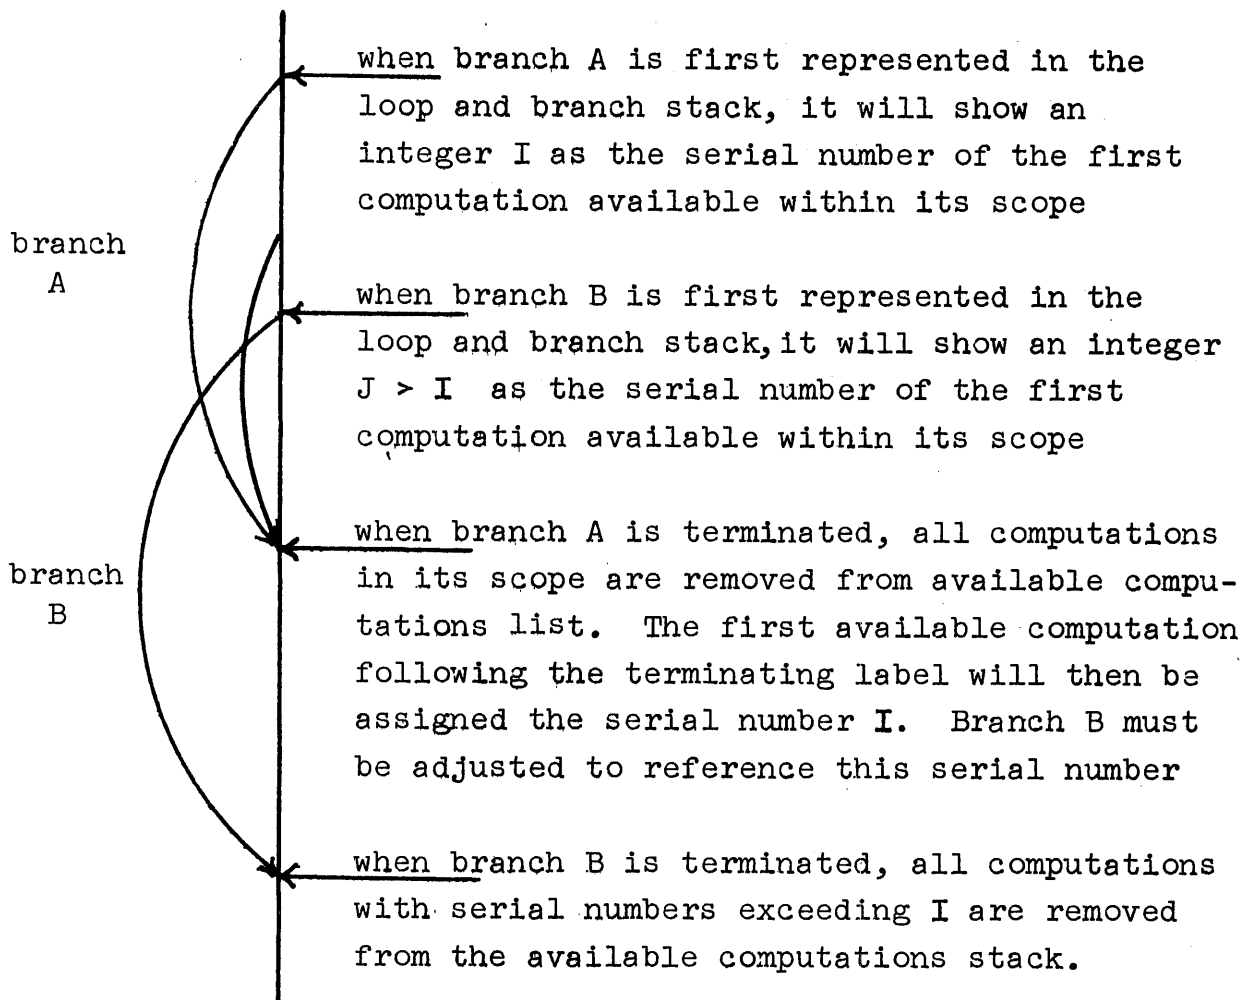 when branch A is first represented in the
loop and branch stack, it will show an
integer I as the serial number of the first
computation available within its scope
branch
A
when branch B is first represented in the
loop and branch stack, it will show an integer
J > I as the serial number of the first
computation available within its scope
when branch A is terminated, all computations
in its scope are removed from available compu-
tations list. The first available computation
following the terminating label will then be
assigned the serial number I. Branch B must
be adjusted to reference this serial number
branch
B
when branch B is terminated, all computations
with serial numbers exceeding I are removed
from the available computations stack.